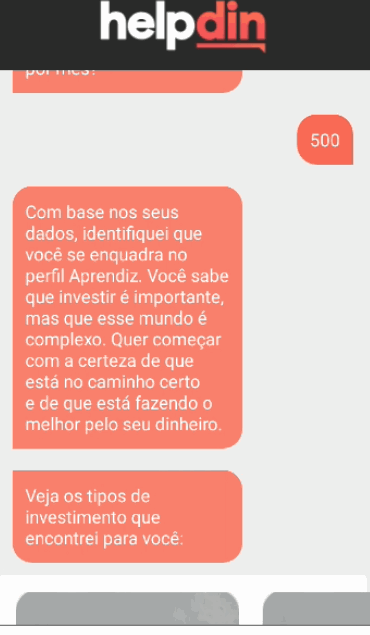 helpdin
por mês?
500
Com base nos seus
dados, identifiquei que
você se enquadra no
perfil Aprendiz. Você sabe
que investir é importante,
mas que esse mundo é
complexo. Quer começar
com a certeza de que
está no caminho certo
e de que está fazendo o
melhor pelo seu dinheiro.
Veja os tipos de
investimento que
encontrei para você: